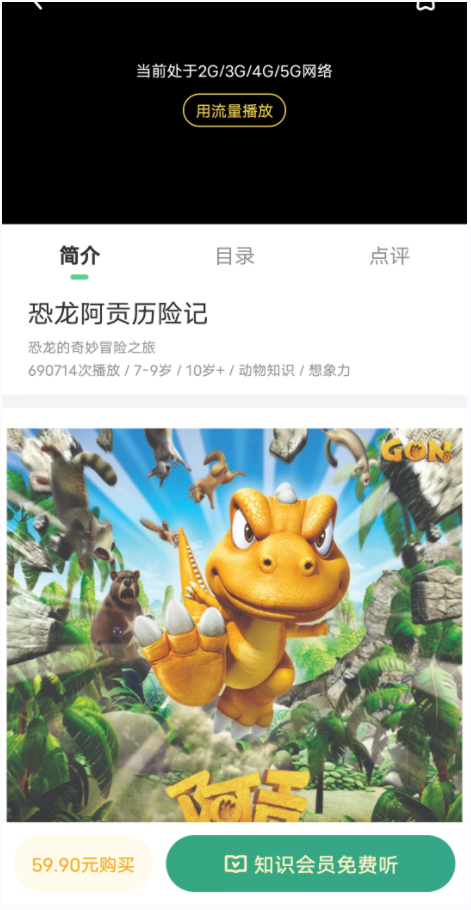 当前处于2G/3G/4G/5G网络
用流量播放
简介
目录
点评
恐龙阿贡历险记
恐龙的奇妙冒险之旅
690714次播放 / 7-9岁 / 10岁+ / 动物知识 / 想象力
GON
阿贡
59.90元购买
知识会员免费听